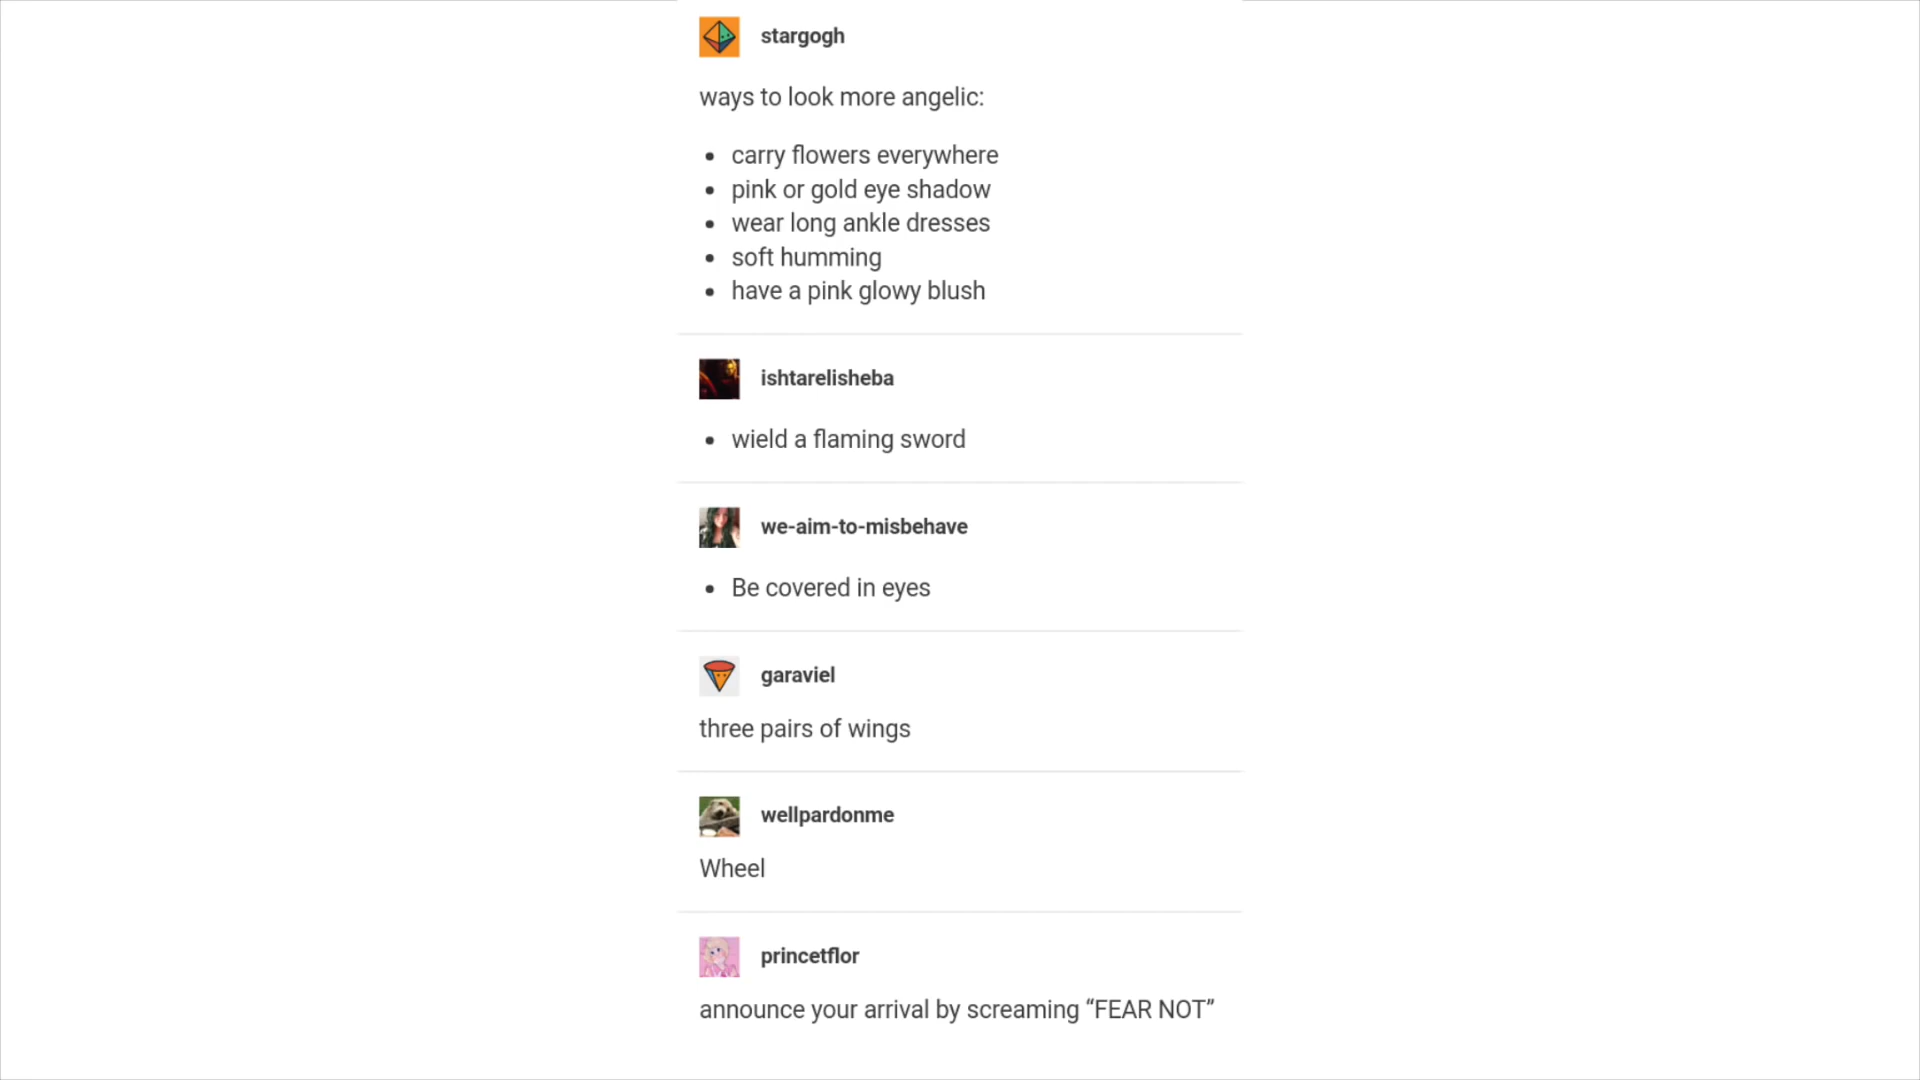 stargogh
ways to look more angelic:
• carry flowers everywhere
• pink or gold eye shadow
• wear long ankle dresses
• soft humming
• have a pink glowy blush
ishtarelisheba
• wield a flaming sword
we-aim-to-misbehave
• Be covered in eyes
garaviel
three pairs of wings
wellpardonme
Wheel
princetflor
announce your arrival by screaming “FEAR NOT”